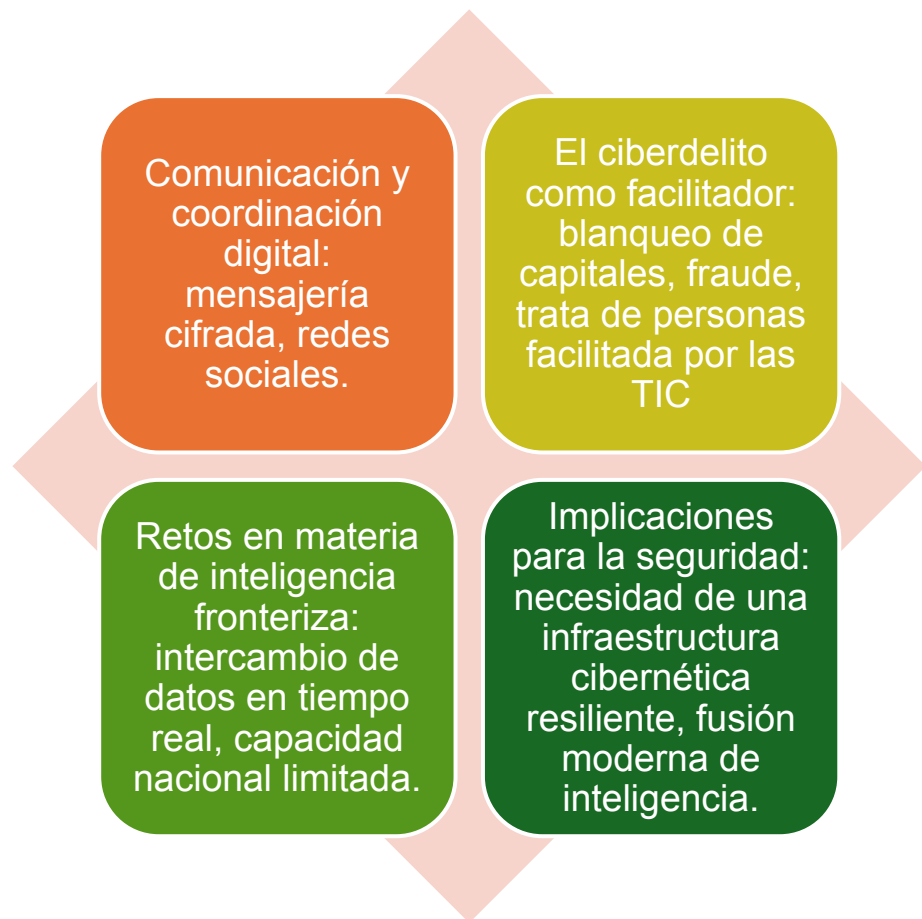 Comunicación y
coordinación
digital:
mensajería
cifrada, redes
sociales.
El ciberdelito
como facilitador:
blanqueo de
capitales, fraude,
trata de personas
facilitada por las
TIC
Retos en materia
de inteligencia
fronteriza:
intercambio de
datos en tiempo
real, capacidad
nacional limitada.
Implicaciones
para la seguridad:
necesidad de una
infraestructura
cibernética
resiliente, fusión
moderna de
inteligencia.